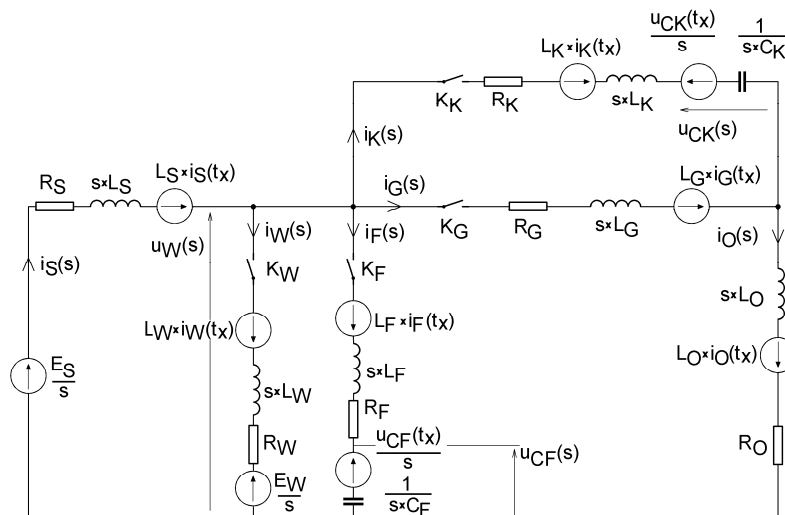 uCK(tx)
s
1
s×CK
LK×iK(tx)
KK
RK
s×LK
uCK(s)
iK(s)
RS
s×LS
LS×iS(tx)
iG(s)
LG×iG(tx)
uW(s)
iW(s)
iF(s)
KG
RG
s×LG
iO(s)
iS(s)
KW
KF
s×LO
LW×iW(tx)
LF×iF(tx)
LO×iO(tx)
ES
s
s×LW
s×LF
RF
RW
uCF(tx)
s
uCF(s)
RO
EW
s
1
s×CF